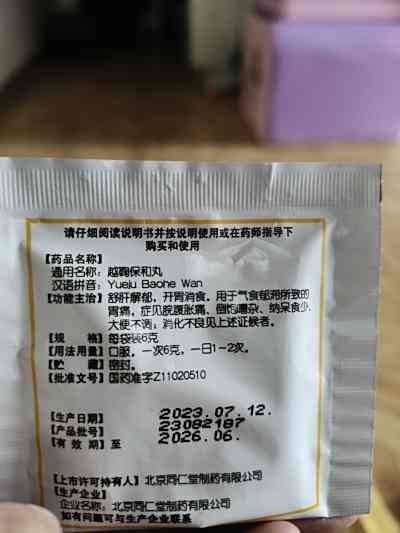 请仔细阅读说明书并按说明使用或在药师指导下
购买和使用
【药品名称】
通用名称：越鞠保和丸
汉语拼音：Yueju Baohe Wan
【功能主治】舒肝解郁，开胃消食。用于气食郁滞所致的
胃痛，症见脘腹胀痛、倒饱嘈杂、纳呆食少、
大便不调；消化不良见上述证候者。
【规　　格】每袋装6克
【用法用量】口服。一次6克，一日1~2次。
【贮　　藏】密封。
【批准文号】国药准字Z11020510
【生产日期】 2023.07.12.
【产品批号】 23082187
【有 效 期】至 2026.06.
【上市许可持有人】北京同仁堂制药有限公司
【生产企业】
企业名称：北京同仁堂制药有限公司
如有问题可与生产企业联系